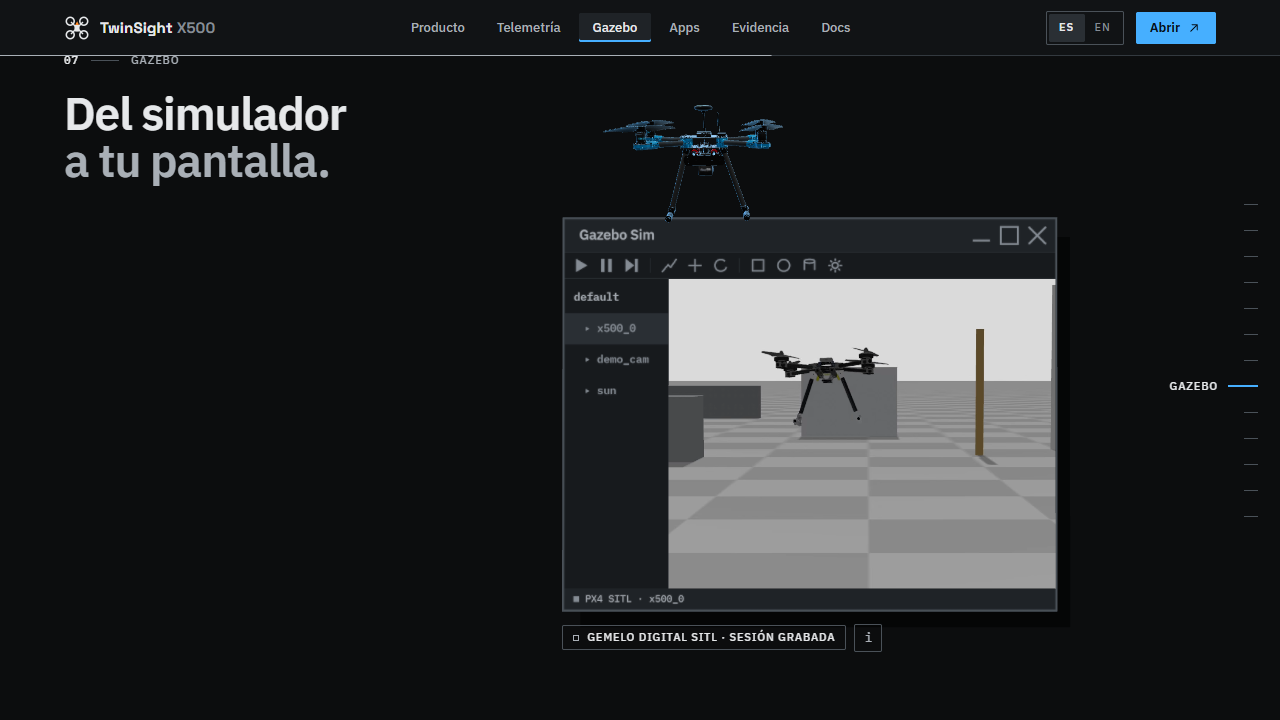 TwinSight X500
Producto
Telemetría
Gazebo
Apps
Evidencia
Docs
ES
EN
Abrir
07
GAZEBO
Del simulador
a tu pantalla.
Gazebo Sim
default
x500_0
demo_cam
sun
PX4 SITL · x500_0
GEMELO DIGITAL SITL · SESIÓN GRABADA
i
GAZEBO